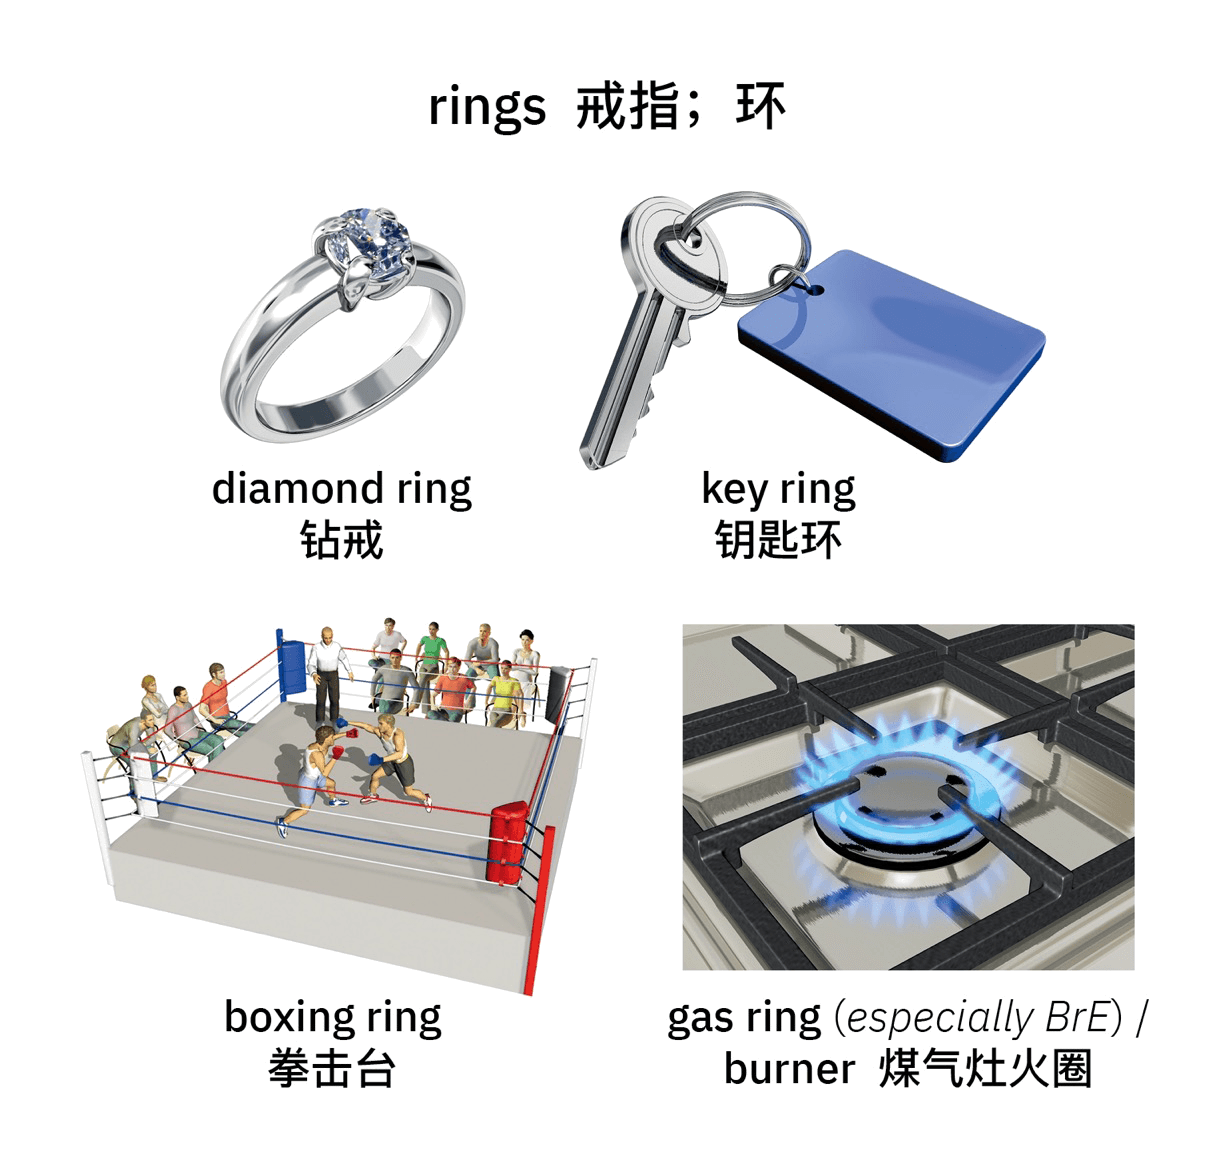 rings 戒指；环
diamond ring
钻戒
key ring
钥匙环
boxing ring
拳击台
gas ring (especially BrE) /
burner 煤气灶火圈